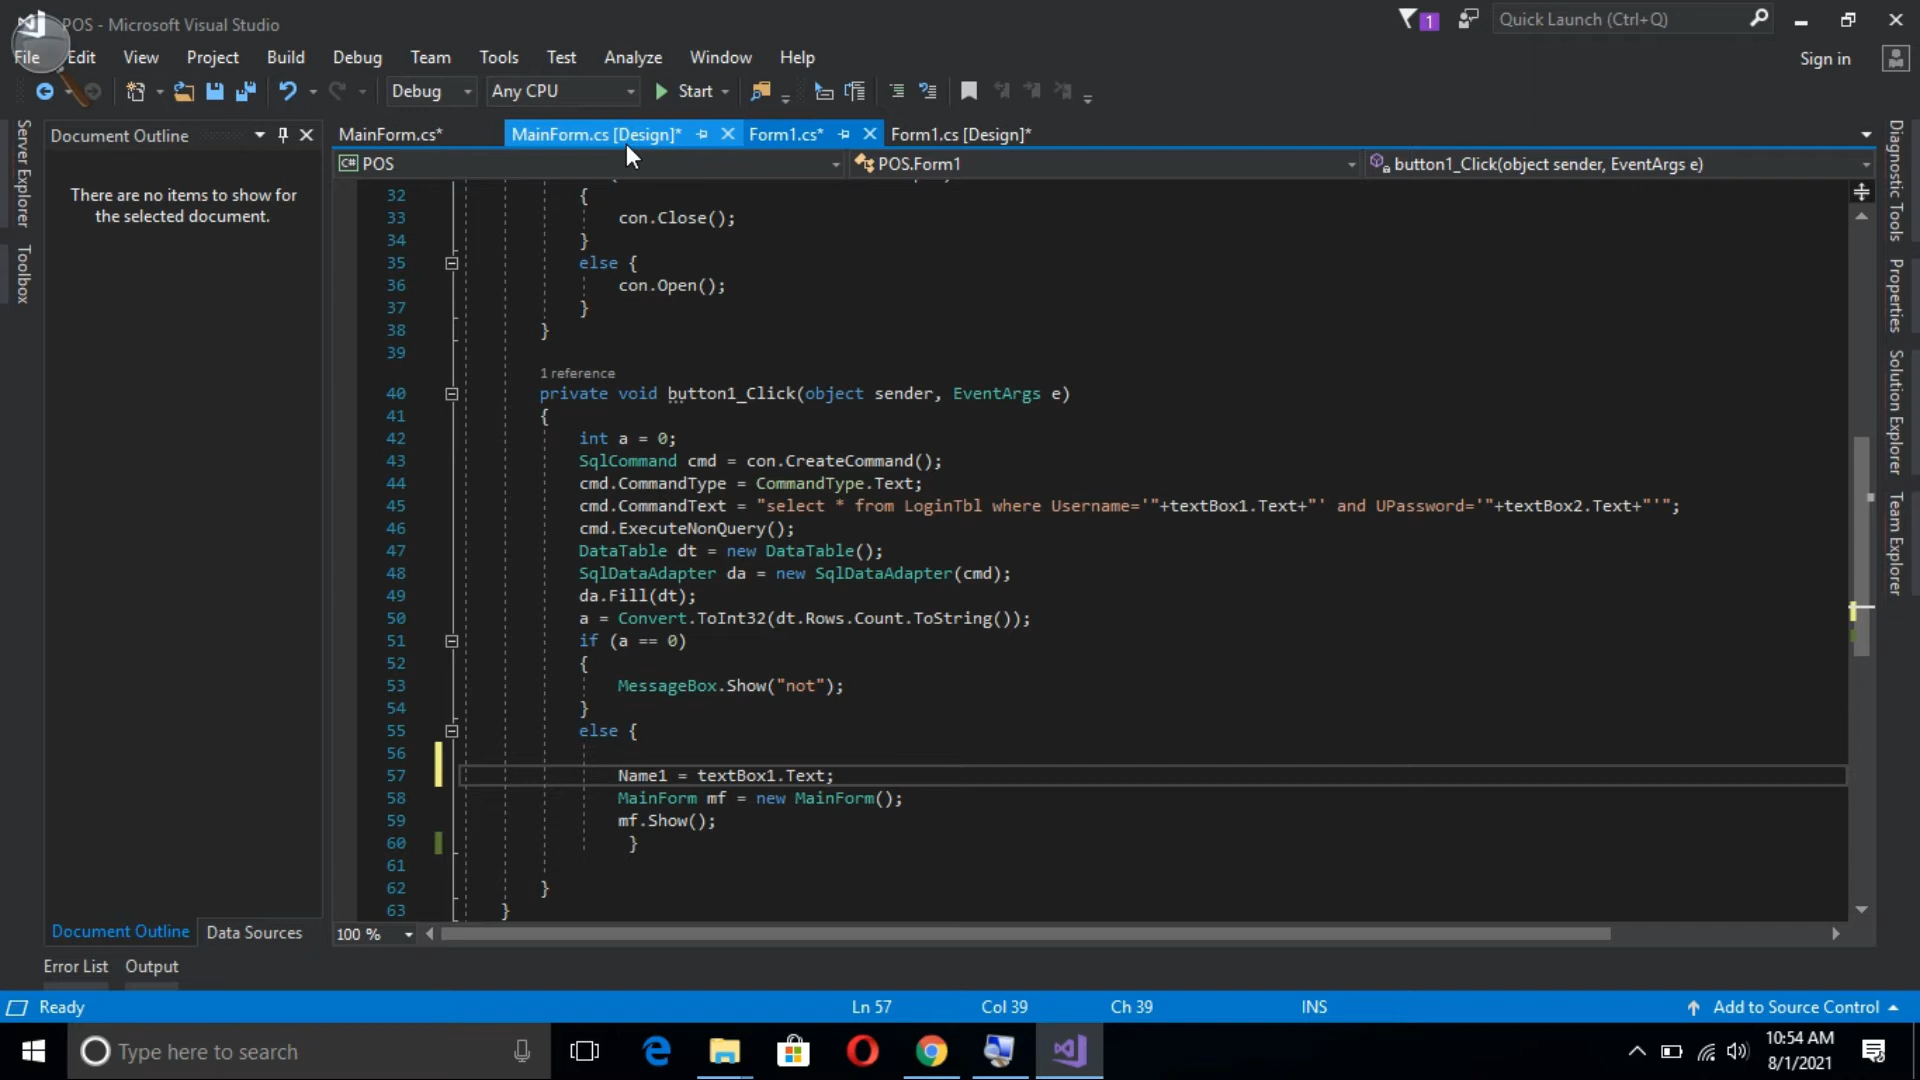 POS - Microsoft Visual Studio
1
Quick Launch (Ctrl+Q)
File Edit View Project Build Debug Team Tools Test Analyze Window Help
Sign in
Debug Any CPU Start
Document Outline
MainForm.cs* MainForm.cs [Design]* Form1.cs* Form1.cs [Design]*
C# POS POS.Form1 button1_Click(object sender, EventArgs e)
Server Explorer
Toolbox
There are no items to show for
the selected document.
32 {
33 con.Close();
34 }
35 else {
36 con.Open();
37 }
38 }
39
1 reference
40 private void button1_Click(object sender, EventArgs e)
41 {
42 int a = 0;
43 SqlCommand cmd = con.CreateCommand();
44 cmd.CommandType = CommandType.Text;
45 cmd.CommandText = "select * from LoginTbl where Username='"+textBox1.Text+"' and UPassword='"+textBox2.Text+"'";
46 cmd.ExecuteNonQuery();
47 DataTable dt = new DataTable();
48 SqlDataAdapter da = new SqlDataAdapter(cmd);
49 da.Fill(dt);
50 a = Convert.ToInt32(dt.Rows.Count.ToString());
51 if (a == 0)
52 {
53 MessageBox.Show("not");
54 }
55 else {
56
57 Name1 = textBox1.Text;
58 MainForm mf = new MainForm();
59 mf.Show();
60 }
61
62 }
63 }
Diagnostic Tools
Properties
Solution Explorer
Team Explorer
Document Outline Data Sources
100 %
Error List Output
Ready Ln 57 Col 39 Ch 39 INS Add to Source Control
Type here to search
10:54 AM
8/1/2021